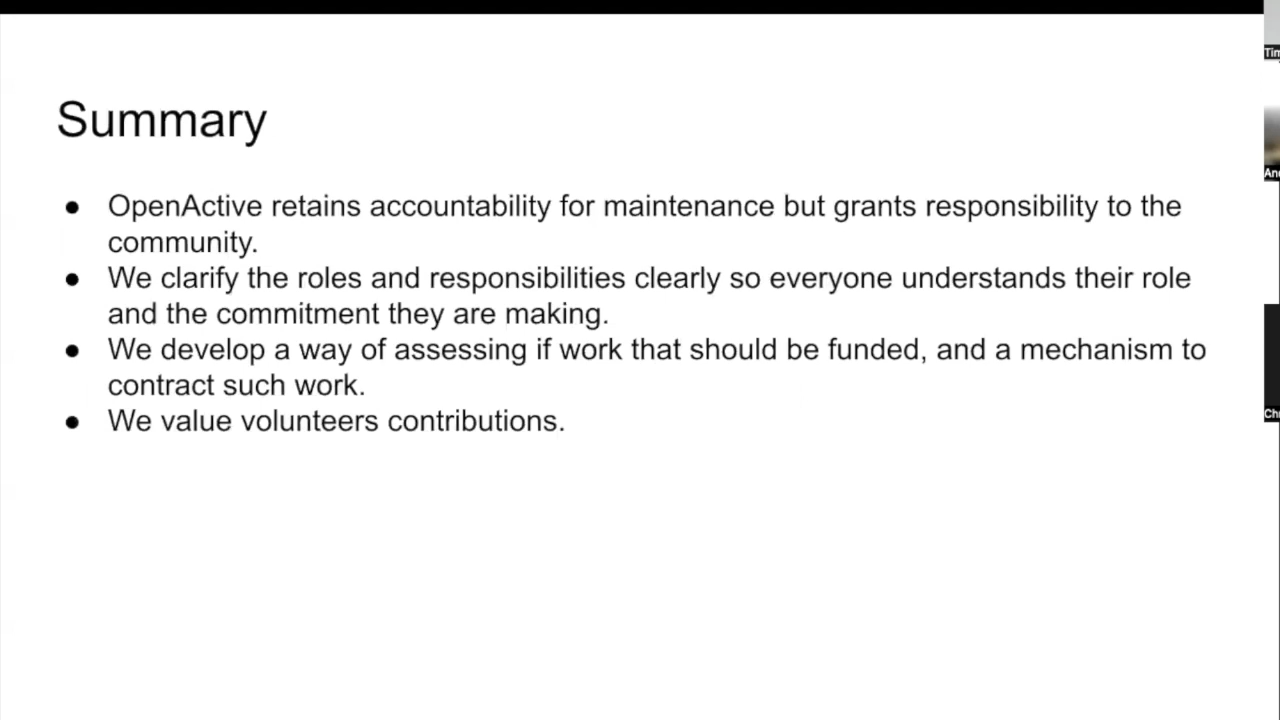 Summary
● OpenActive retains accountability for maintenance but grants responsibility to the
community.
● We clarify the roles and responsibilities clearly so everyone understands their role
and the commitment they are making.
● We develop a way of assessing if work that should be funded, and a mechanism to
contract such work.
● We value volunteers contributions.